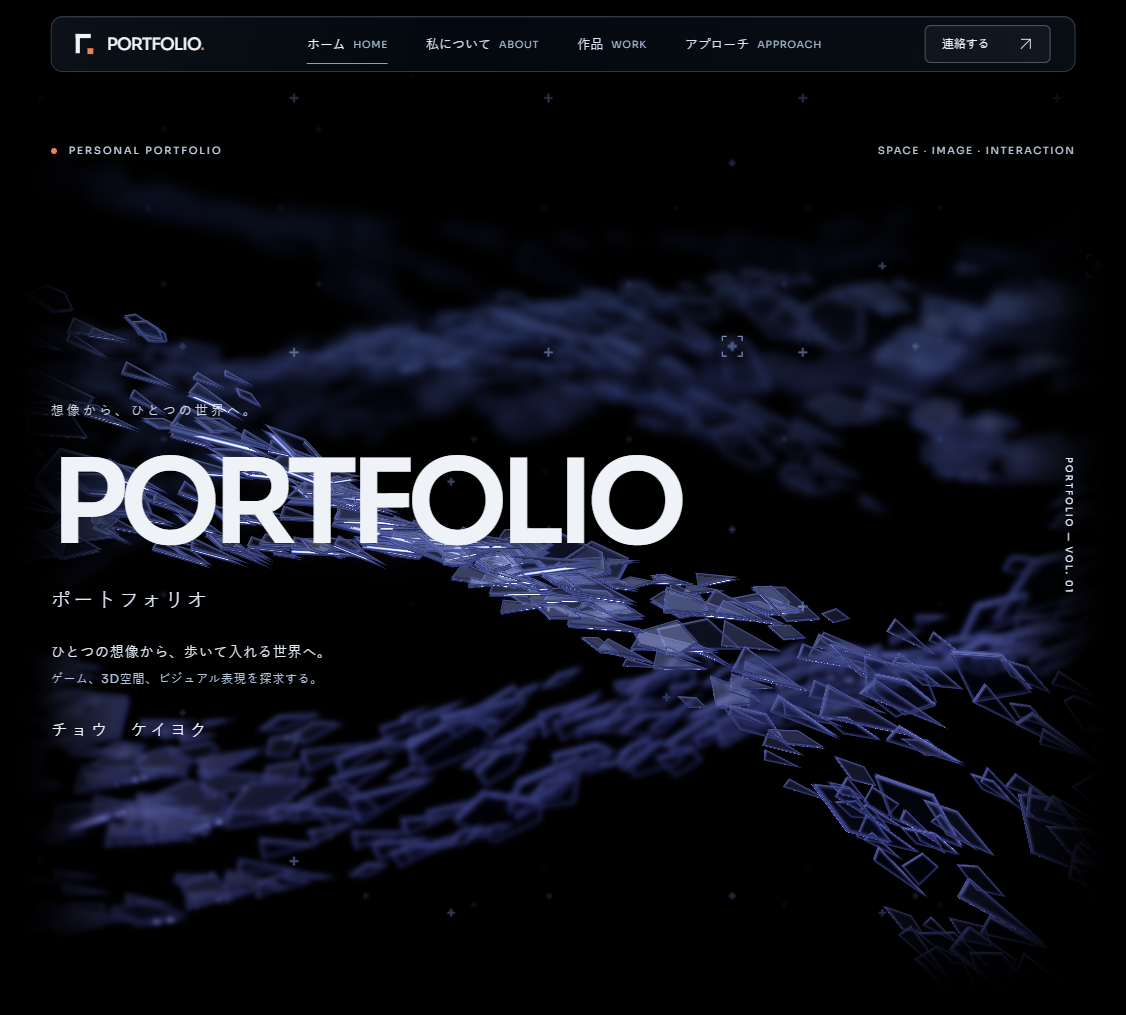 PORTFOLIO.
ホーム HOME
私について ABOUT
作品 WORK
アプローチ APPROACH
連絡する
PERSONAL PORTFOLIO
SPACE · IMAGE · INTERACTION
想像から、ひとつの世界へ。
PORTFOLIO
ポートフォリオ
ひとつの想像から、歩いて入れる世界へ。
ゲーム、3D空間、ビジュアル表現を探求する。
チョウ　ケイヨク
PORTFOLIO — VOL. 01